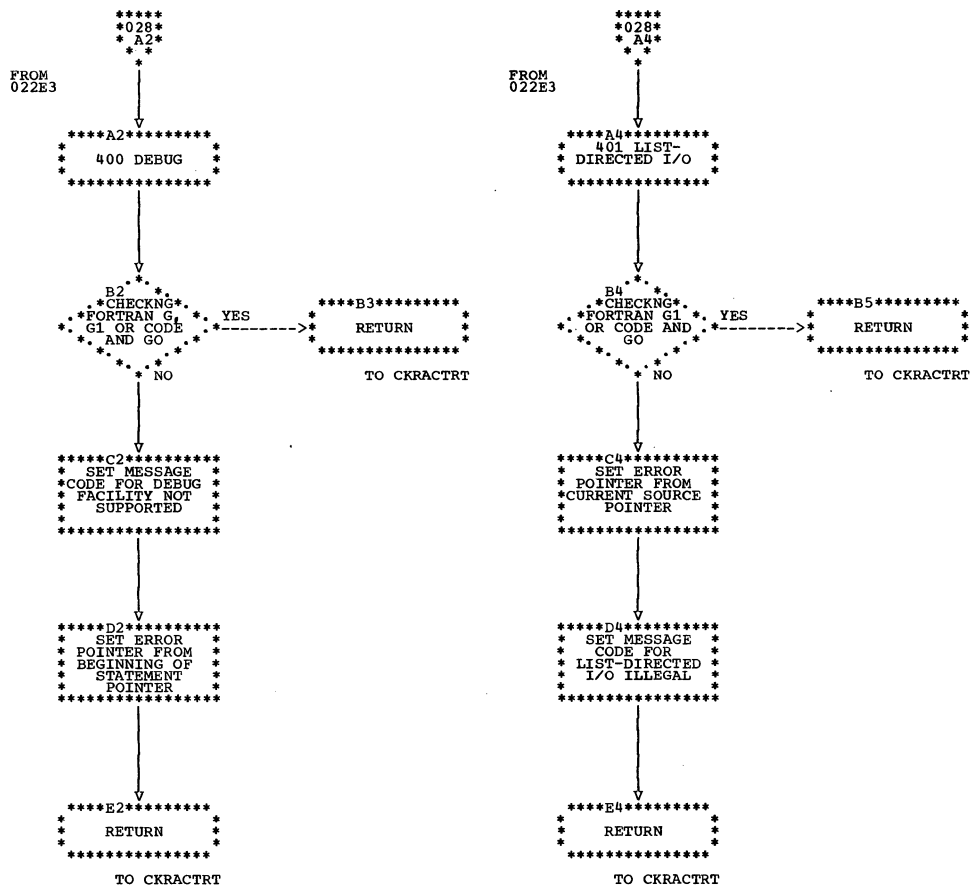 028
A2
FROM
022E3
A2
400 DEBUG
B2
CHECKNG
FORTRAN G,
G1 OR CODE
AND GO
YES
B3
RETURN
TO CKRACTRT
NO
C2
SET MESSAGE
CODE FOR DEBUG
FACILITY NOT
SUPPORTED
D2
SET ERROR
POINTER FROM
BEGINNING OF
STATEMENT
POINTER
E2
RETURN
TO CKRACTRT
028
A4
FROM
022E3
A4
401 LIST-
DIRECTED I/O
B4
CHECKNG
FORTRAN G1
OR CODE AND
GO
YES
B5
RETURN
TO CKRACTRT
NO
C4
SET ERROR
POINTER FROM
CURRENT SOURCE
POINTER
D4
SET MESSAGE
CODE FOR
LIST-DIRECTED
I/O ILLEGAL
E4
RETURN
TO CKRACTRT